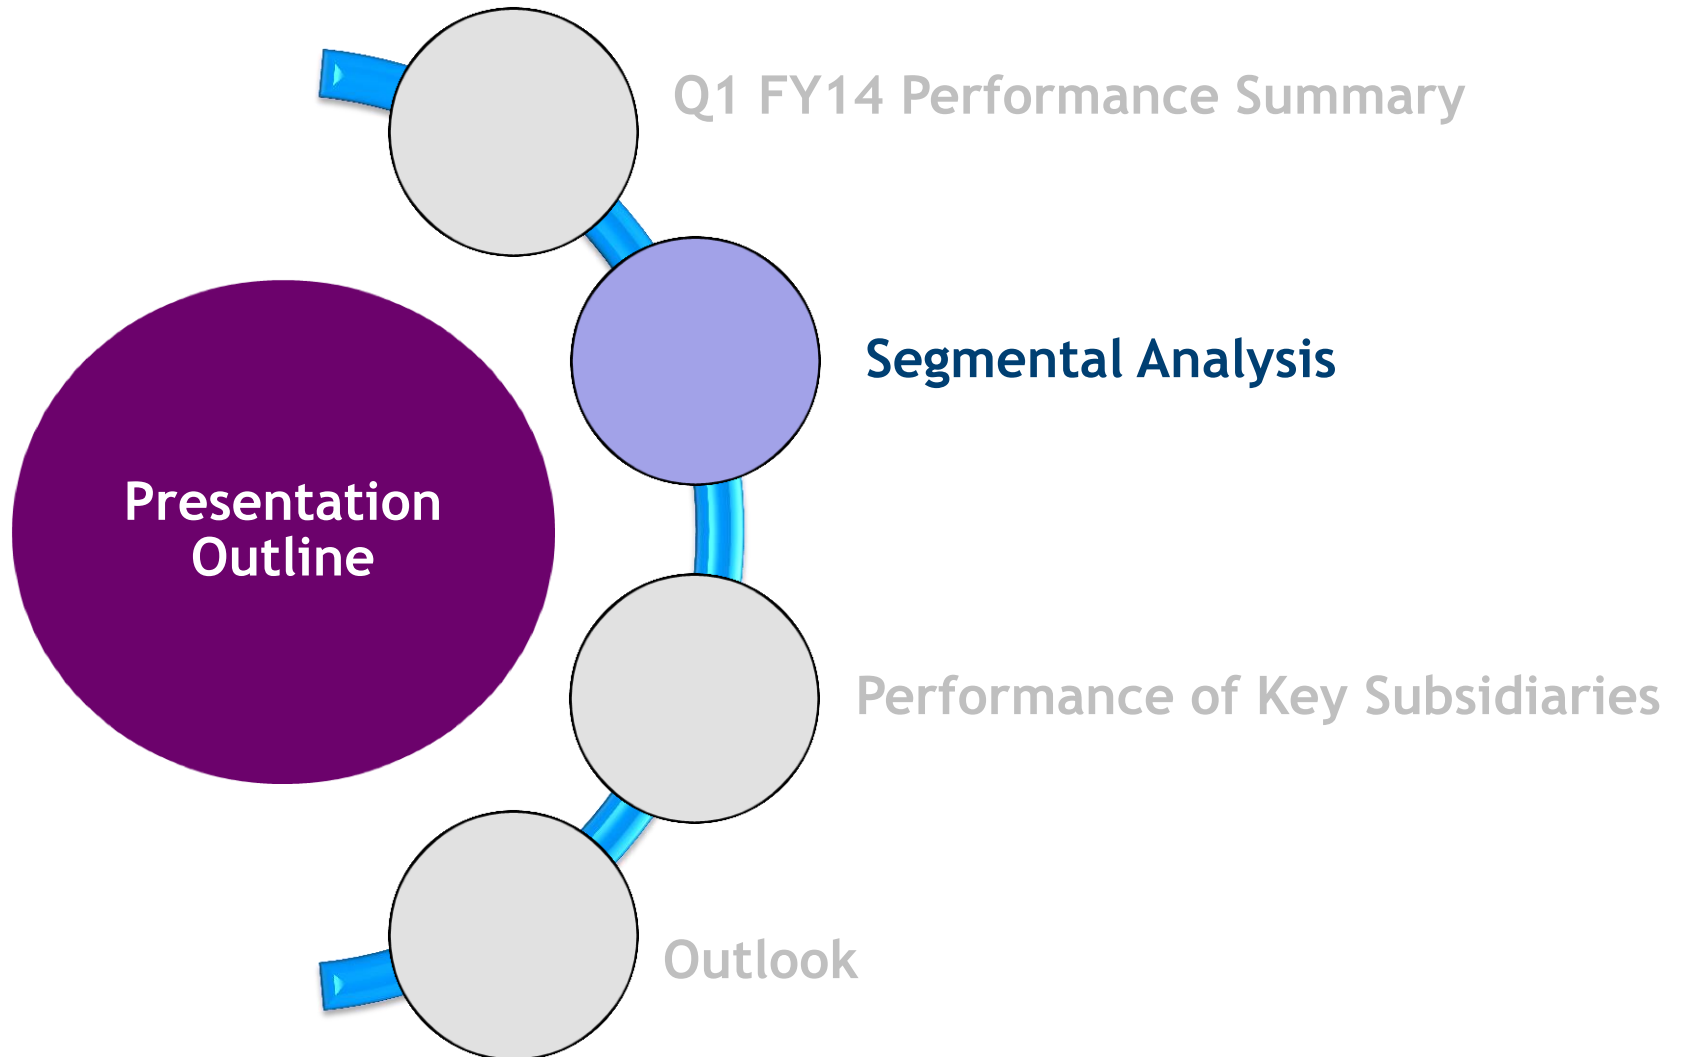 Q1 FY14 Performance Summary
Segmental Analysis
Presentation
Outline
Performance of Key Subsidiaries
Outlook